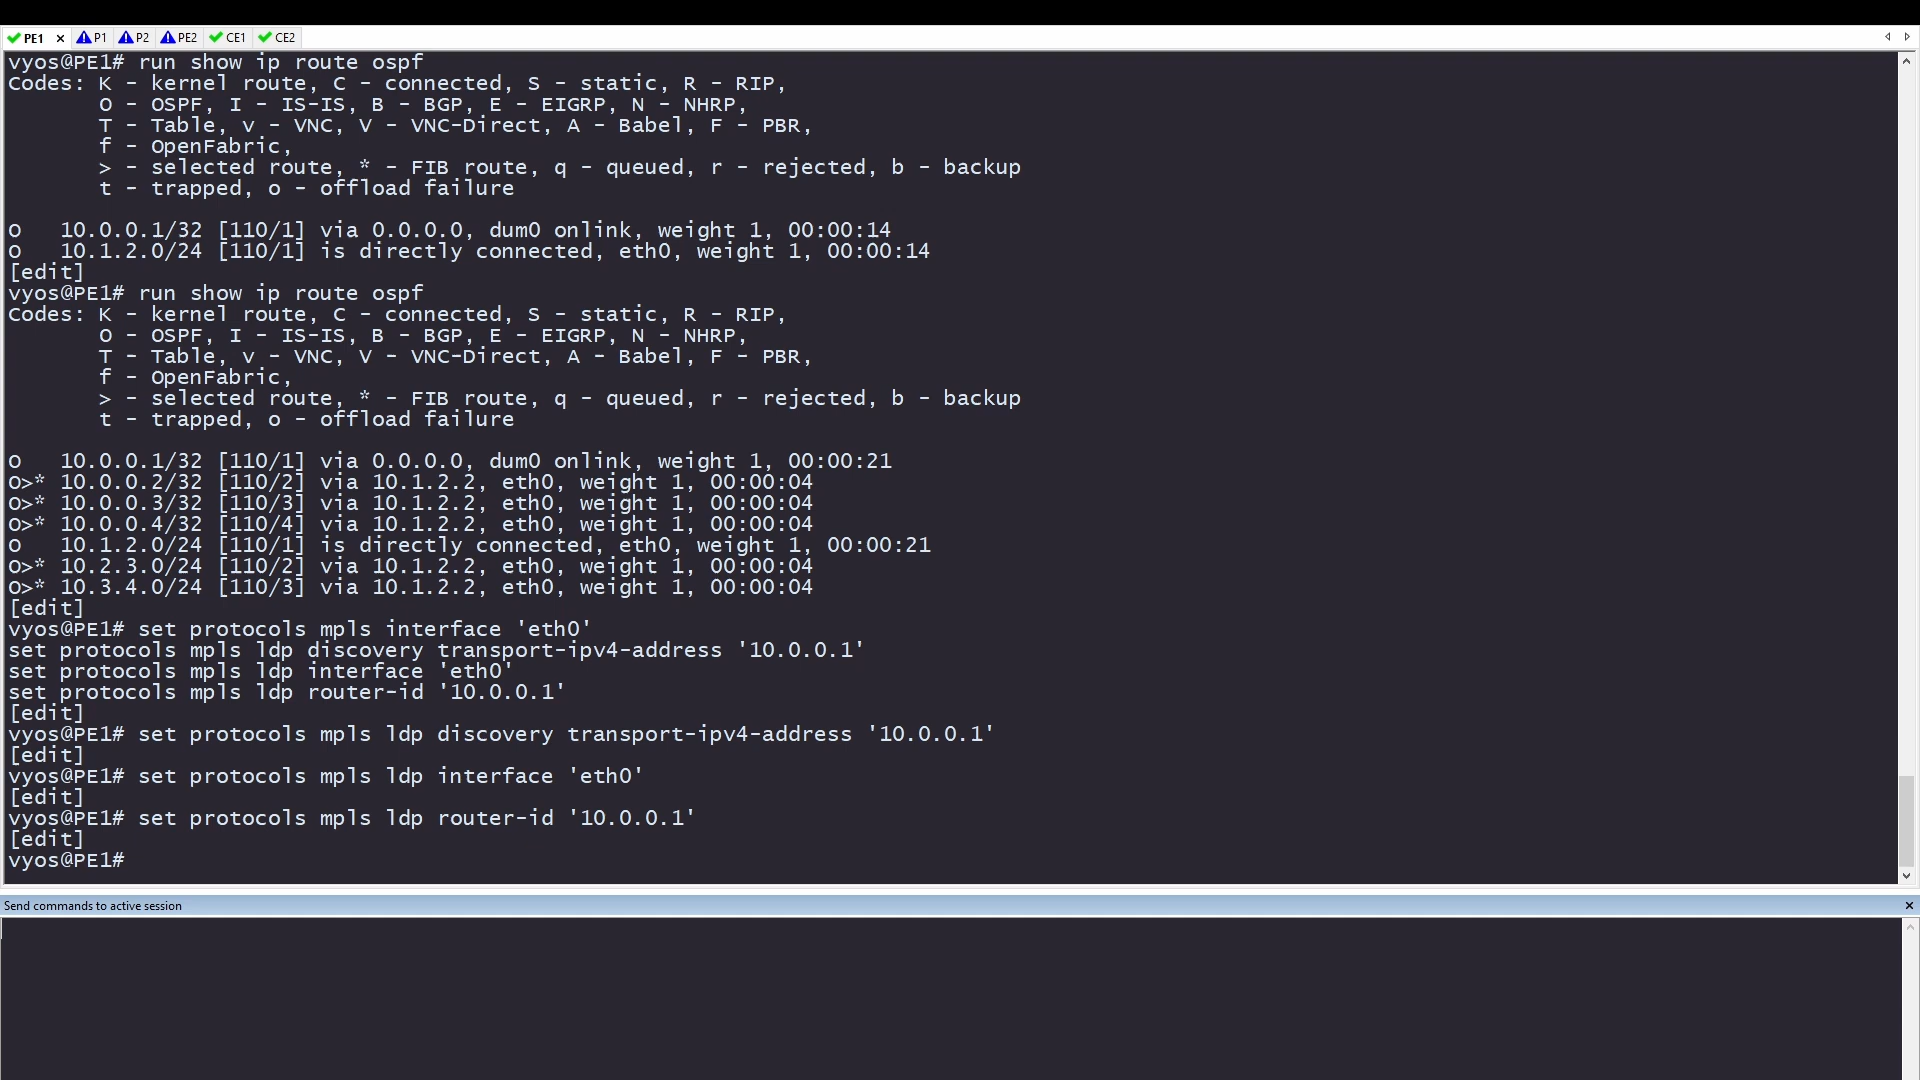 PE1 × P1 P2 PE2 CE1 CE2
vyos@PE1# run show ip route ospf
Codes: K - kernel route, C - connected, S - static, R - RIP,
       O - OSPF, I - IS-IS, B - BGP, E - EIGRP, N - NHRP,
       T - Table, v - VNC, V - VNC-Direct, A - Babel, F - PBR,
       f - OpenFabric,
       > - selected route, * - FIB route, q - queued, r - rejected, b - backup
       t - trapped, o - offload failure
O   10.0.0.1/32 [110/1] via 0.0.0.0, dum0 onlink, weight 1, 00:00:14
O   10.1.2.0/24 [110/1] is directly connected, eth0, weight 1, 00:00:14
[edit]
vyos@PE1# run show ip route ospf
Codes: K - kernel route, C - connected, S - static, R - RIP,
       O - OSPF, I - IS-IS, B - BGP, E - EIGRP, N - NHRP,
       T - Table, v - VNC, V - VNC-Direct, A - Babel, F - PBR,
       f - OpenFabric,
       > - selected route, * - FIB route, q - queued, r - rejected, b - backup
       t - trapped, o - offload failure
O   10.0.0.1/32 [110/1] via 0.0.0.0, dum0 onlink, weight 1, 00:00:21
O>* 10.0.0.2/32 [110/2] via 10.1.2.2, eth0, weight 1, 00:00:04
O>* 10.0.0.3/32 [110/3] via 10.1.2.2, eth0, weight 1, 00:00:04
O>* 10.0.0.4/32 [110/4] via 10.1.2.2, eth0, weight 1, 00:00:04
O   10.1.2.0/24 [110/1] is directly connected, eth0, weight 1, 00:00:21
O>* 10.2.3.0/24 [110/2] via 10.1.2.2, eth0, weight 1, 00:00:04
O>* 10.3.4.0/24 [110/3] via 10.1.2.2, eth0, weight 1, 00:00:04
[edit]
vyos@PE1# set protocols mpls interface 'eth0'
set protocols mpls ldp discovery transport-ipv4-address '10.0.0.1'
set protocols mpls ldp interface 'eth0'
set protocols mpls ldp router-id '10.0.0.1'
[edit]
vyos@PE1# set protocols mpls ldp discovery transport-ipv4-address '10.0.0.1'
[edit]
vyos@PE1# set protocols mpls ldp interface 'eth0'
[edit]
vyos@PE1# set protocols mpls ldp router-id '10.0.0.1'
[edit]
vyos@PE1#
Send commands to active session